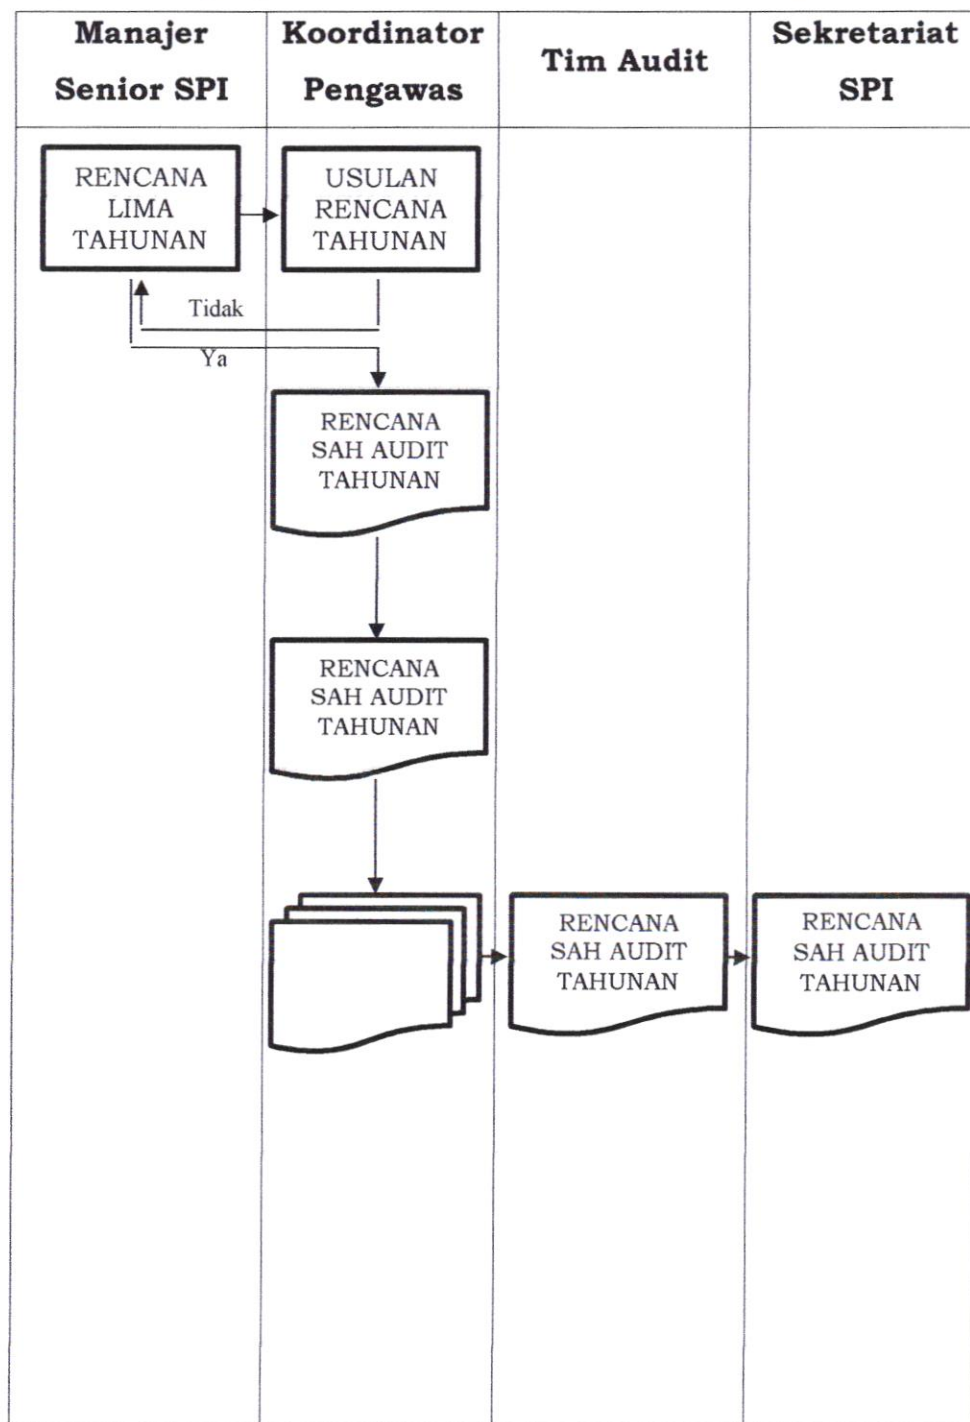 Manajer
Senior SPI
Koordinator
Pengawas
Tim Audit
Sekretariat
SPI
RENCANA
LIMA
TAHUNAN
USULAN
RENCANA
TAHUNAN
Tidak
Ya
RENCANA
SAH AUDIT
TAHUNAN
RENCANA
SAH AUDIT
TAHUNAN
RENCANA
SAH AUDIT
TAHUNAN
RENCANA
SAH AUDIT
TAHUNAN